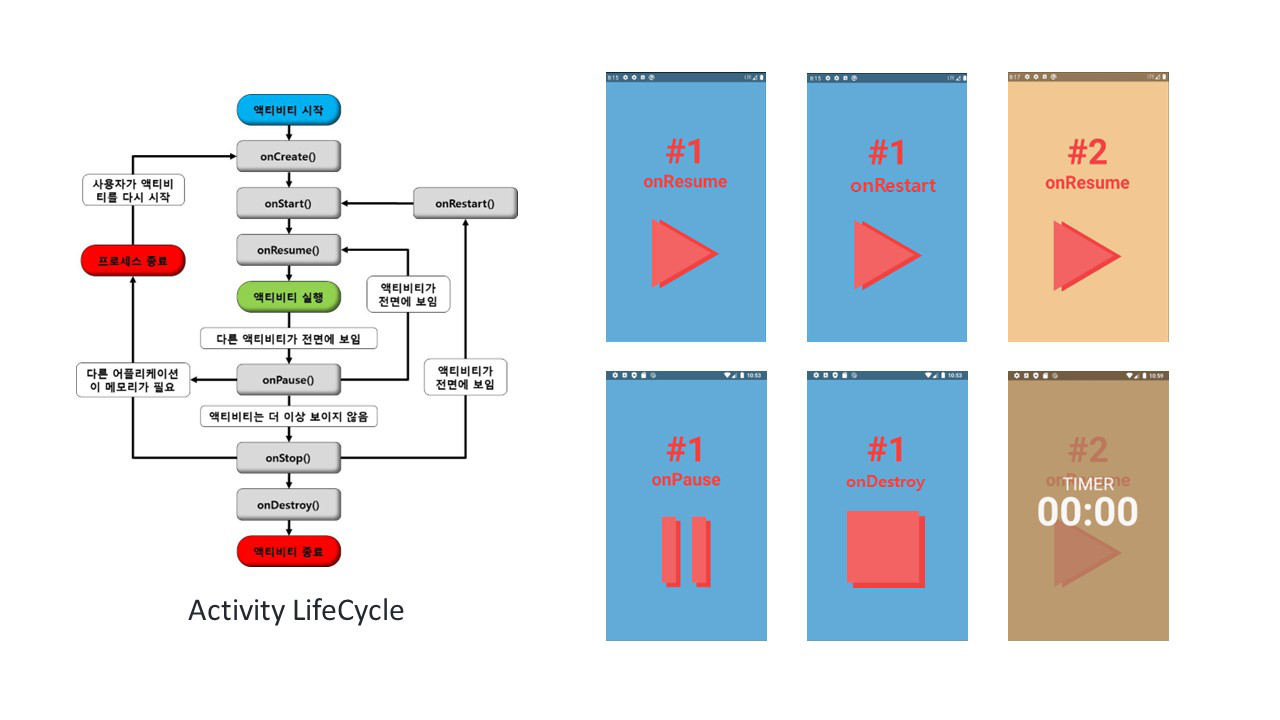 액티비티 시작
onCreate()
사용자가 액티비
티를 다시 시작
onStart()
onRestart()
onResume()
프로세스 종료
액티비티가
전면에 보임
액티비티 실행
다른 액티비티가 전면에 보임
다른 어플리케이션
이 메모리가 필요
onPause()
액티비티가
전면에 보임
액티비티는 더 이상 보이지 않음
onStop()
onDestroy()
액티비티 종료
Activity LifeCycle
8:15
#1
onResume
8:15
#1
onRestart
8:17
#2
onResume
10:53
#1
onPause
10:53
#1
onDestroy
10:59
#2
onResume
TIMER
00:00